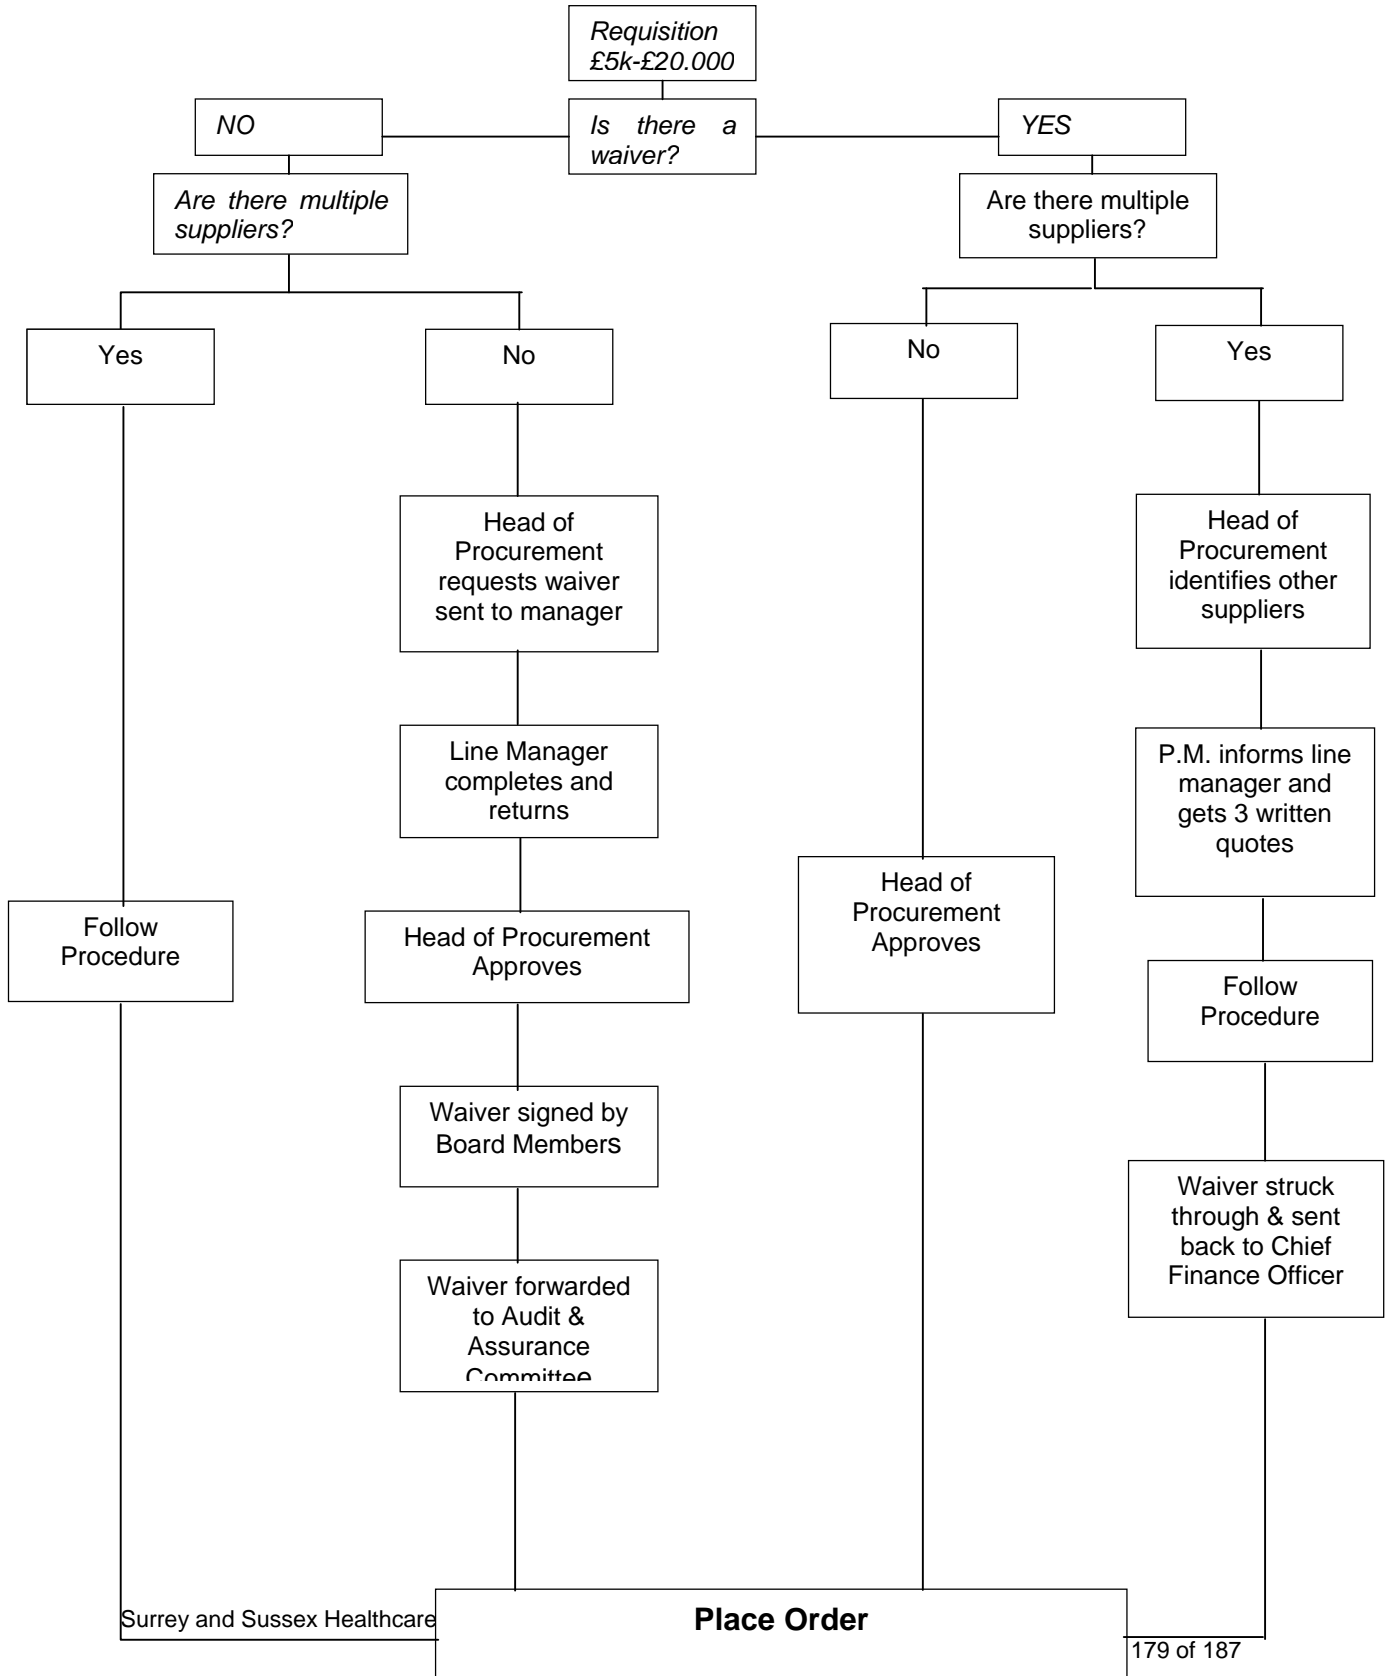 Requisition
£5k-£20.000
NO
Is there a
waiver?
YES
Are there multiple
suppliers?
Are there multiple
suppliers?
Yes
No
No
Yes
Head of
Procurement
requests waiver
sent to manager
Head of
Procurement
identifies other
suppliers
Line Manager
completes and
returns
P.M. informs line
manager and
gets 3 written
quotes
Head of
Procurement
Approves
Follow
Procedure
Head of Procurement
Approves
Follow
Procedure
Waiver signed by
Board Members
Waiver struck
through & sent
back to Chief
Finance Officer
Waiver forwarded
to Audit &
Assurance
Committee
Surrey and Sussex Healthcare
Place Order
179 of 187